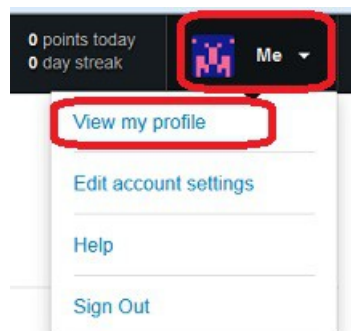 0 points today
0 day streak
Me
View my profile
Edit account settings
Help
Sign Out